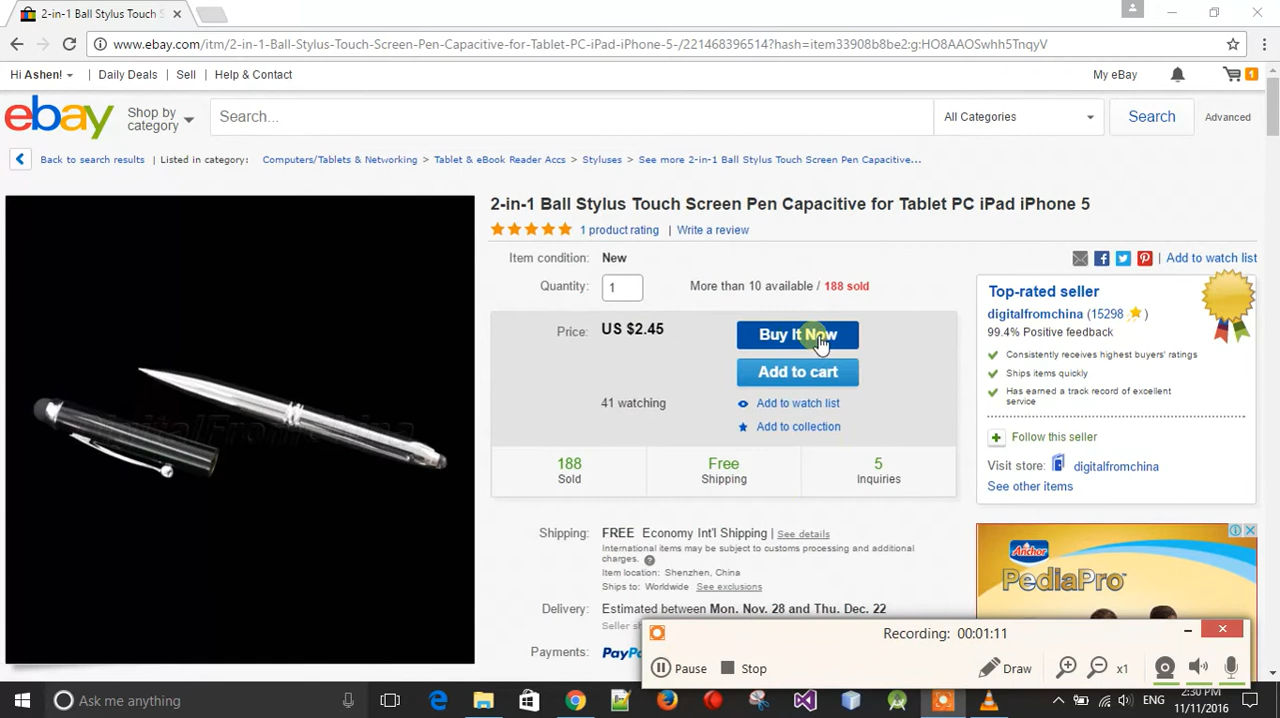 2-in-1 Ball Stylus Touch S
www.ebay.com/itm/2-in-1-Ball-Stylus-Touch-Screen-Pen-Capacitive-for-Tablet-PC-iPad-iPhone-5-/221468396514?hash=item33908b8be2:g:HO8AAOSwhh5TnqyV
Hi Ashen!
Daily Deals
Sell
Help & Contact
My eBay
1
ebay
Shop by category
Search...
All Categories
Search
Advanced
Back to search results
Listed in category:
Computers/Tablets & Networking
Tablet & eBook Reader Accs
Styluses
See more 2-in-1 Ball Stylus Touch Screen Pen Capacitive...
2-in-1 Ball Stylus Touch Screen Pen Capacitive for Tablet PC iPad iPhone 5
1 product rating
Write a review
Item condition: New
Add to watch list
Quantity: 1
More than 10 available / 188 sold
Price: US $2.45
Buy It Now
Add to cart
41 watching
Add to watch list
Add to collection
188
Sold
Free
Shipping
5
Inquiries
Top-rated seller
digitalfromchina (15298 )
99.4% Positive feedback
Consistently receives highest buyers' ratings
Ships items quickly
Has earned a track record of excellent
service
Follow this seller
Visit store: digitalfromchina
See other items
DigitalFromChina
Shipping: FREE Economy Int'l Shipping | See details
International items may be subject to customs processing and additional
charges.
Item location: Shenzhen, China
Ships to: Worldwide See exclusions
Delivery: Estimated between Mon. Nov. 28 and Thu. Dec. 22
Seller
Payments: PayP
Anchor
PediaPro
Recording: 00:01:11
Pause
Stop
Draw
x1
Ask me anything
ENG
2:30 PM
11/11/2016